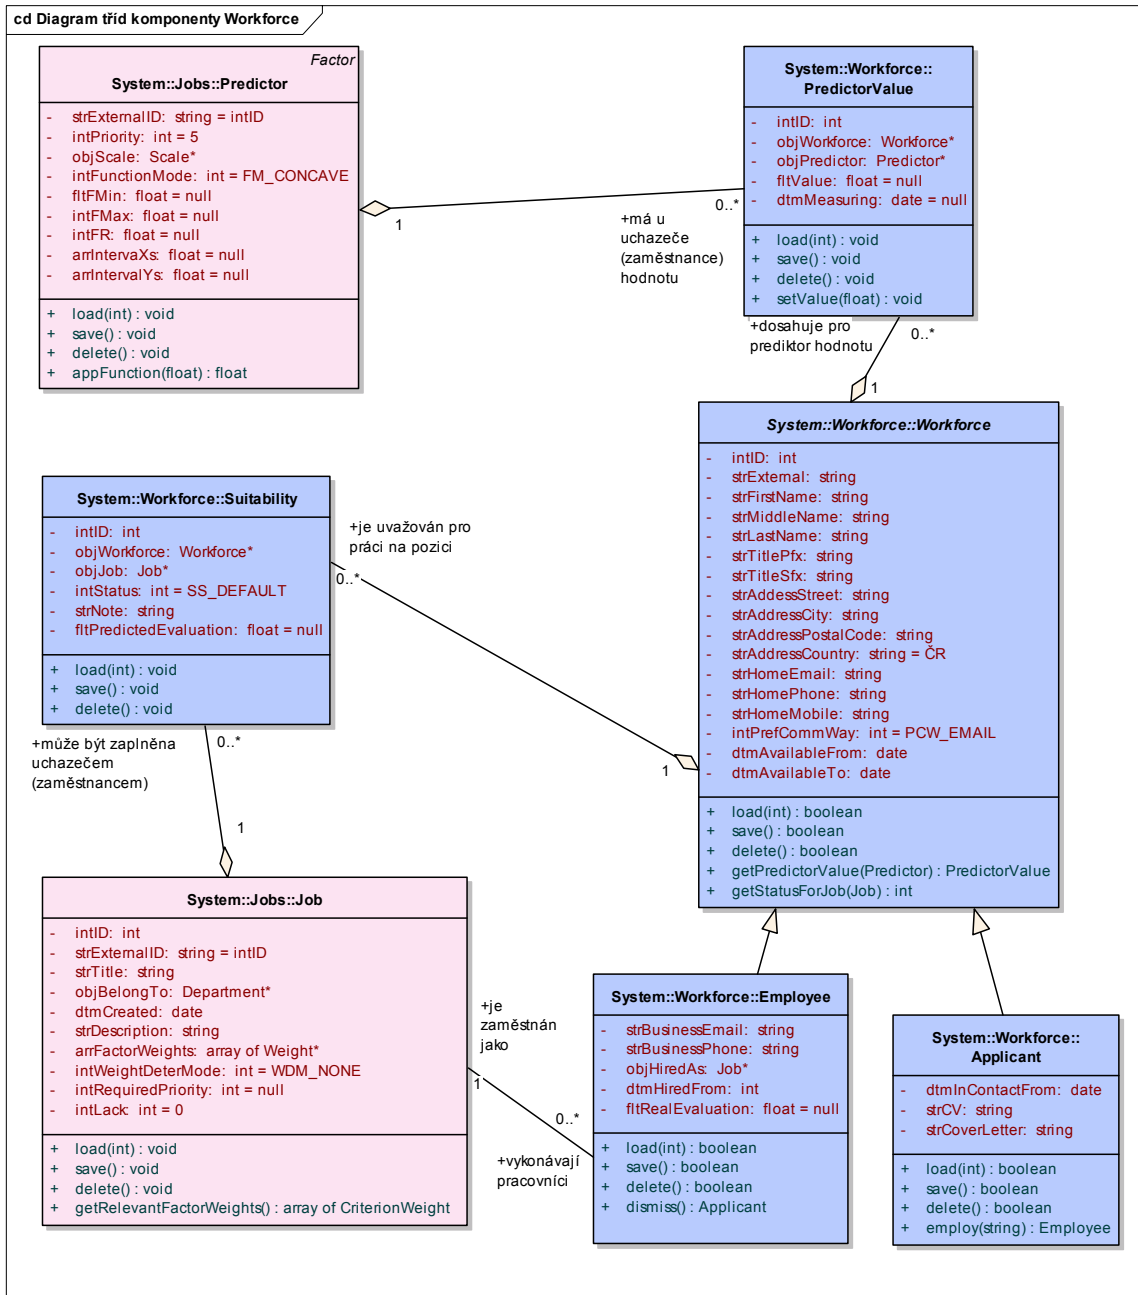 cd Diagram tříd komponenty Workforce
Factor
System::Jobs::Predictor
- strExternalID: string = intID
- intPriority: int = 5
- objScale: Scale*
- intFunctionMode: int = FM_CONCAVE
- fltFMin: float = null
- intFMax: float = null
- intFR: float = null
- arrIntervaXs: float = null
- arrIntervalYs: float = null
+ load(int) : void
+ save() : void
+ delete() : void
+ appFunction(float) : float
1
0..*
+má u
uchazeče
(zaměstnance)
hodnotu
System::Workforce::
PredictorValue
- intID: int
- objWorkforce: Workforce*
- objPredictor: Predictor*
- fltValue: float = null
- dtmMeasuring: date = null
+ load(int) : void
+ save() : void
+ delete() : void
+ setValue(float) : void
+dosahuje pro
prediktor hodnotu
0..*
1
System::Workforce::Workforce
- intID: int
- strExternal: string
- strFirstName: string
- strMiddleName: string
- strLastName: string
- strTitlePfx: string
- strTitleSfx: string
- strAddessStreet: string
- strAddressCity: string
- strAddressPostalCode: string
- strAddressCountry: string = ČR
- strHomeEmail: string
- strHomePhone: string
- strHomeMobile: string
- intPrefCommWay: int = PCW_EMAIL
- dtmAvailableFrom: date
- dtmAvailableTo: date
+ load(int) : boolean
+ save() : boolean
+ delete() : boolean
+ getPredictorValue(Predictor) : PredictorValue
+ getStatusForJob(Job) : int
System::Workforce::Suitability
- intID: int
- objWorkforce: Workforce*
- objJob: Job*
- intStatus: int = SS_DEFAULT
- strNote: string
- fltPredictedEvaluation: float = null
+ load(int) : void
+ save() : void
+ delete() : void
+je uvažován pro
práci na pozici
0..*
1
+může být zaplněna
uchazečem
(zaměstnancem)
0..*
1
System::Jobs::Job
- intID: int
- strExternalID: string = intID
- strTitle: string
- objBelongTo: Department*
- dtmCreated: date
- strDescription: string
- arrFactorWeights: array of Weight*
- intWeightDeterMode: int = WDM_NONE
- intRequiredPriority: int = null
- intLack: int = 0
+ load(int) : void
+ save() : void
+ delete() : void
+ getRelevantFactorWeights() : array of CriterionWeight
+je
zaměstnán
jako
1
0..*
+vykonávají
pracovníci
System::Workforce::Employee
- strBusinessEmail: string
- strBusinessPhone: string
- objHiredAs: Job*
- dtmHiredFrom: int
- fltRealEvaluation: float = null
+ load(int) : boolean
+ save() : boolean
+ delete() : boolean
+ dismiss() : Applicant
System::Workforce::
Applicant
- dtmInContactFrom: date
- strCV: string
- strCoverLetter: string
+ load(int) : boolean
+ save() : boolean
+ delete() : boolean
+ employ(string) : Employee